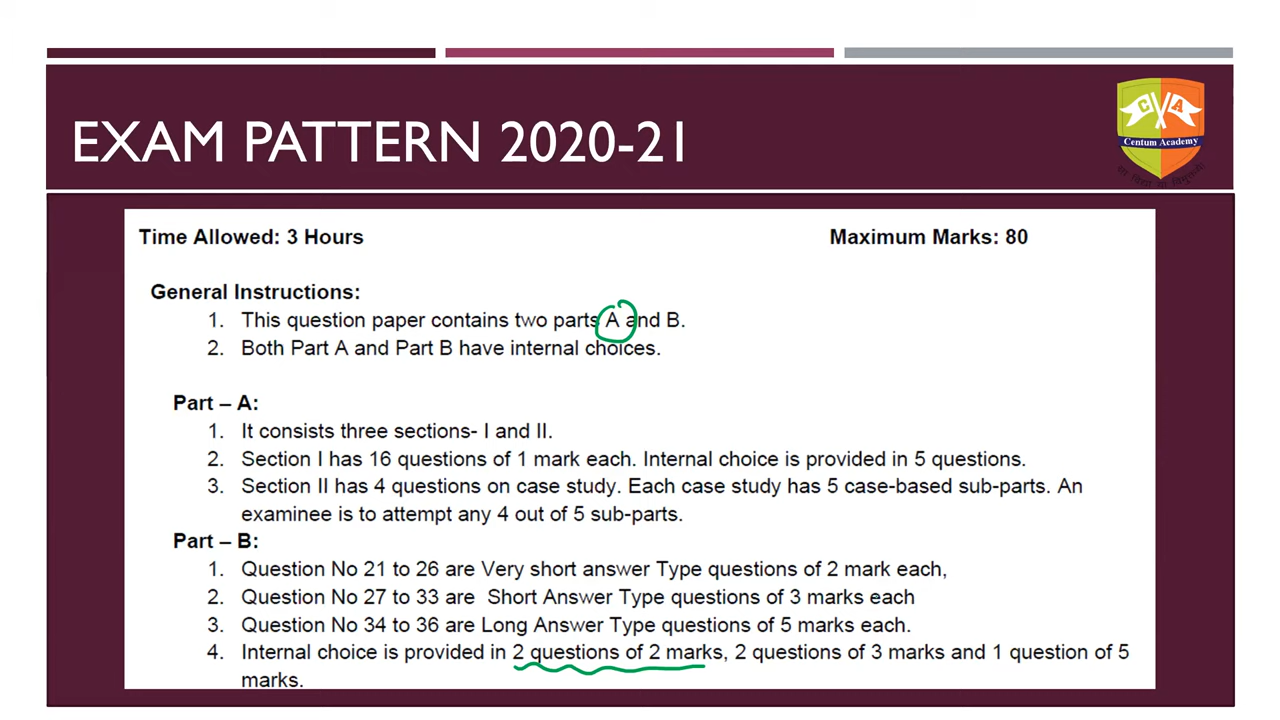 EXAM PATTERN 2020-21
C A
Centum Academy
Time Allowed: 3 Hours Maximum Marks: 80
General Instructions:
1. This question paper contains two parts A and B.
2. Both Part A and Part B have internal choices.
Part – A:
1. It consists three sections- I and II.
2. Section I has 16 questions of 1 mark each. Internal choice is provided in 5 questions.
3. Section II has 4 questions on case study. Each case study has 5 case-based sub-parts. An
examinee is to attempt any 4 out of 5 sub-parts.
Part – B:
1. Question No 21 to 26 are Very short answer Type questions of 2 mark each,
2. Question No 27 to 33 are Short Answer Type questions of 3 marks each
3. Question No 34 to 36 are Long Answer Type questions of 5 marks each.
4. Internal choice is provided in 2 questions of 2 marks, 2 questions of 3 marks and 1 question of 5
marks.